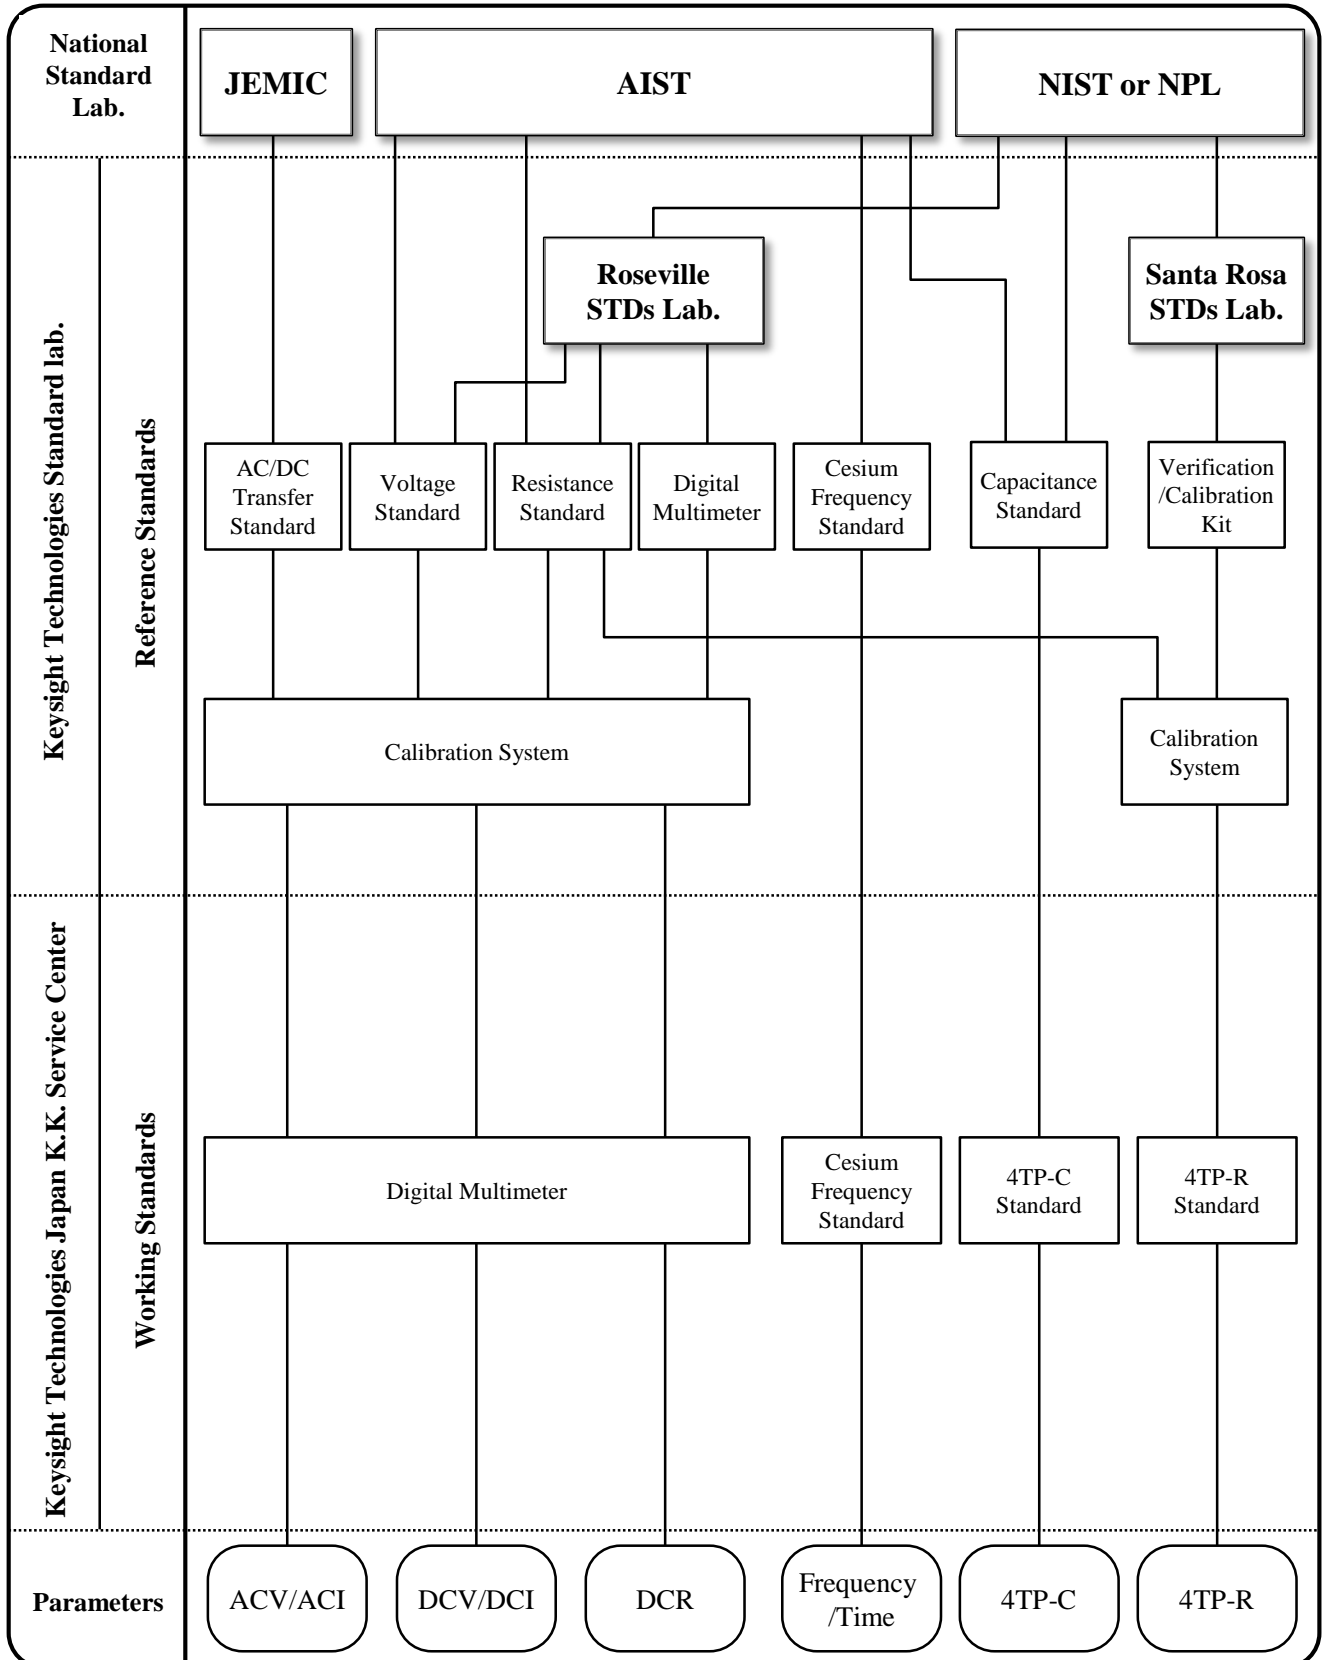 National
Standard
Lab.
JEMIC
AIST
NIST or NPL
Keysight Technologies Standard lab.
Reference Standards
Roseville
STDs Lab.
Santa Rosa
STDs Lab.
AC/DC
Transfer
Standard
Voltage
Standard
Resistance
Standard
Digital
Multimeter
Cesium
Frequency
Standard
Capacitance
Standard
Verification
/Calibration
Kit
Calibration System
Calibration
System
Keysight Technologies Japan K.K. Service Center
Working Standards
Digital Multimeter
Cesium
Frequency
Standard
4TP-C
Standard
4TP-R
Standard
Parameters
ACV/ACI
DCV/DCI
DCR
Frequency
/Time
4TP-C
4TP-R